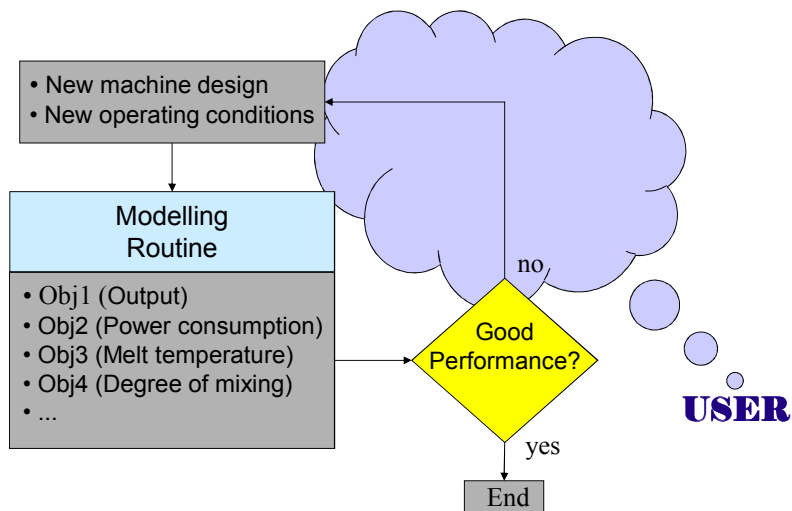 • New machine design
• New operating conditions
Modelling
Routine
• Obj1 (Output)
• Obj2 (Power consumption)
• Obj3 (Melt temperature)
• Obj4 (Degree of mixing)
• ...
no
Good
Performance?
USER
yes
End